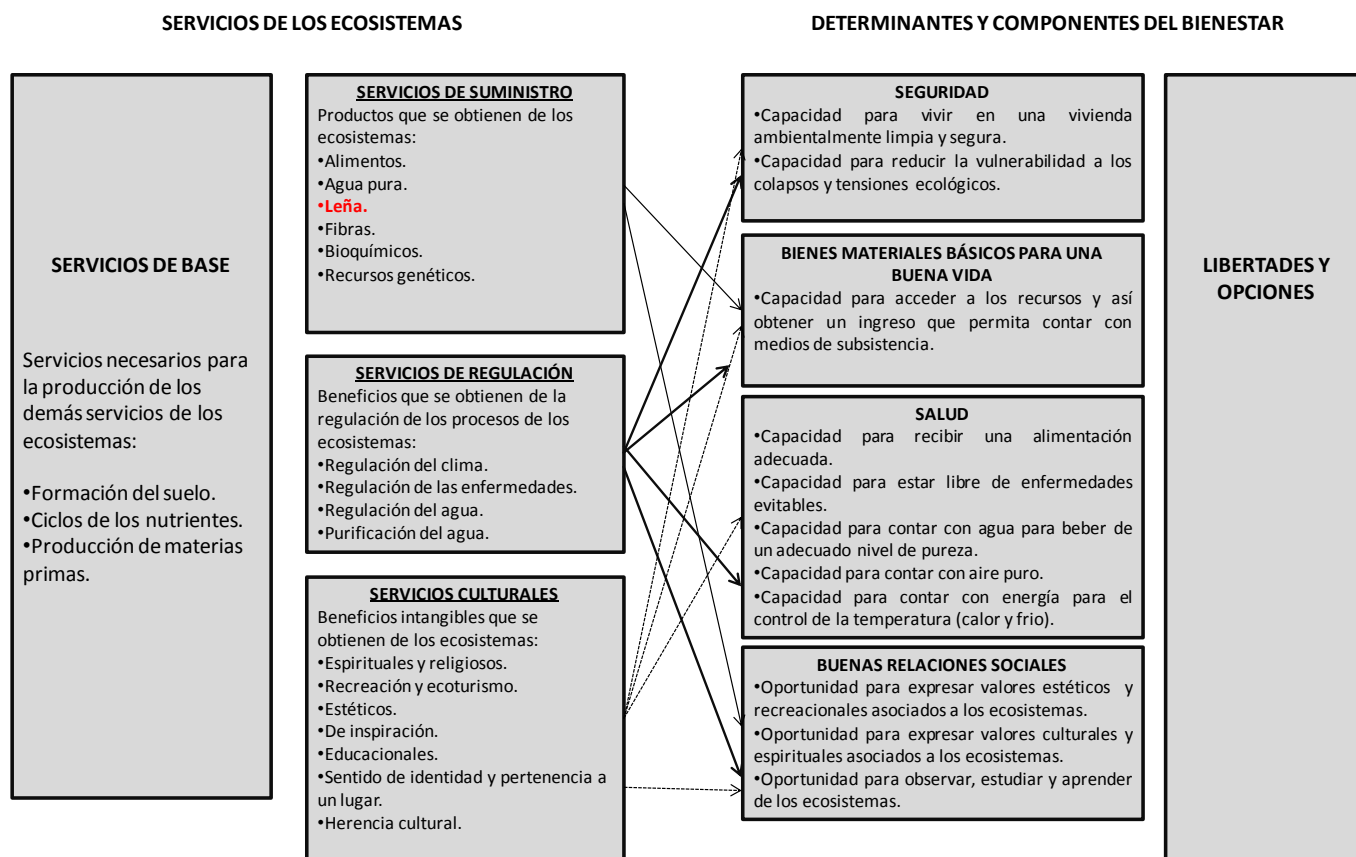 SERVICIOS DE LOS ECOSISTEMAS
DETERMINANTES Y COMPONENTES DEL BIENESTAR
SERVICIOS DE BASE
Servicios necesarios para
la producción de los
demás servicios de los
ecosistemas:
•Formación del suelo.
•Ciclos de los nutrientes.
•Producción de materias
primas.
SERVICIOS DE SUMINISTRO
Productos que se obtienen de los
ecosistemas:
•Alimentos.
•Agua pura.
•Leña.
•Fibras.
•Bioquímicos.
•Recursos genéticos.
SERVICIOS DE REGULACIÓN
Beneficios que se obtienen de la
regulación de los procesos de los
ecosistemas:
•Regulación del clima.
•Regulación de las enfermedades.
•Regulación del agua.
•Purificación del agua.
SERVICIOS CULTURALES
Beneficios intangibles que se
obtienen de los ecosistemas:
•Espirituales y religiosos.
•Recreación y ecoturismo.
•Estéticos.
•De inspiración.
•Educacionales.
•Sentido de identidad y pertenencia a
un lugar.
•Herencia cultural.
SEGURIDAD
•Capacidad para vivir en una vivienda
ambientalmente limpia y segura.
•Capacidad para reducir la vulnerabilidad a los
colapsos y tensiones ecológicos.
BIENES MATERIALES BÁSICOS PARA UNA
BUENA VIDA
•Capacidad para acceder a los recursos y así
obtener un ingreso que permita contar con
medios de subsistencia.
SALUD
•Capacidad para recibir una alimentación
adecuada.
•Capacidad para estar libre de enfermedades
evitables.
•Capacidad para contar con agua para beber de
un adecuado nivel de pureza.
•Capacidad para contar con aire puro.
•Capacidad para contar con energía para el
control de la temperatura (calor y frio).
BUENAS RELACIONES SOCIALES
•Oportunidad para expresar valores estéticos y
recreacionales asociados a los ecosistemas.
•Oportunidad para expresar valores culturales y
espirituales asociados a los ecosistemas.
•Oportunidad para observar, estudiar y aprender
de los ecosistemas.
LIBERTADES Y
OPCIONES